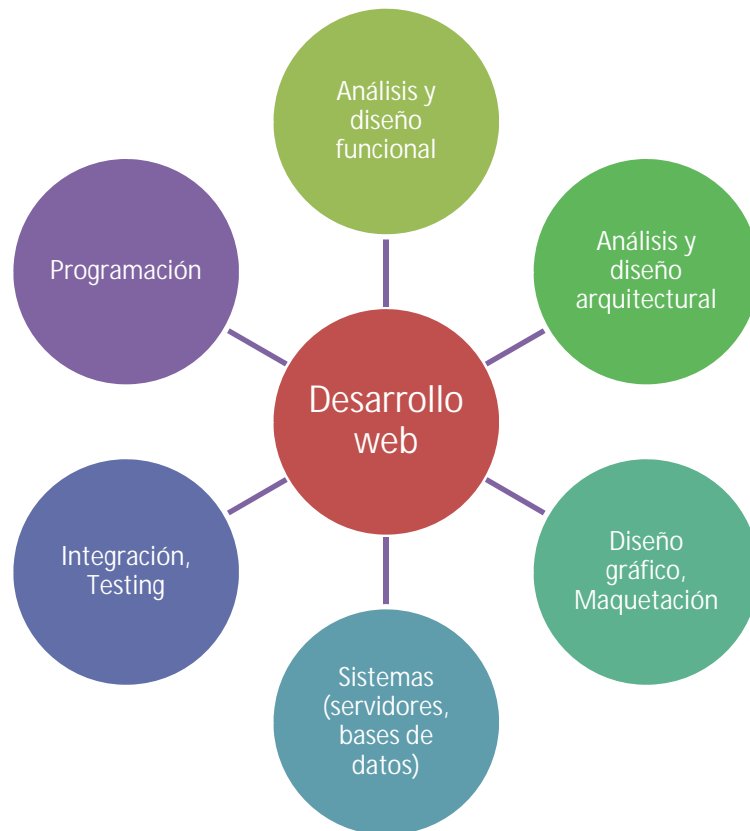 Análisis y
diseño
funcional
Análisis y
diseño
arquitectural
Programación
Desarrollo
web
Integración,
Testing
Diseño
gráfico,
Maquetación
Sistemas
(servidores,
bases de
datos)